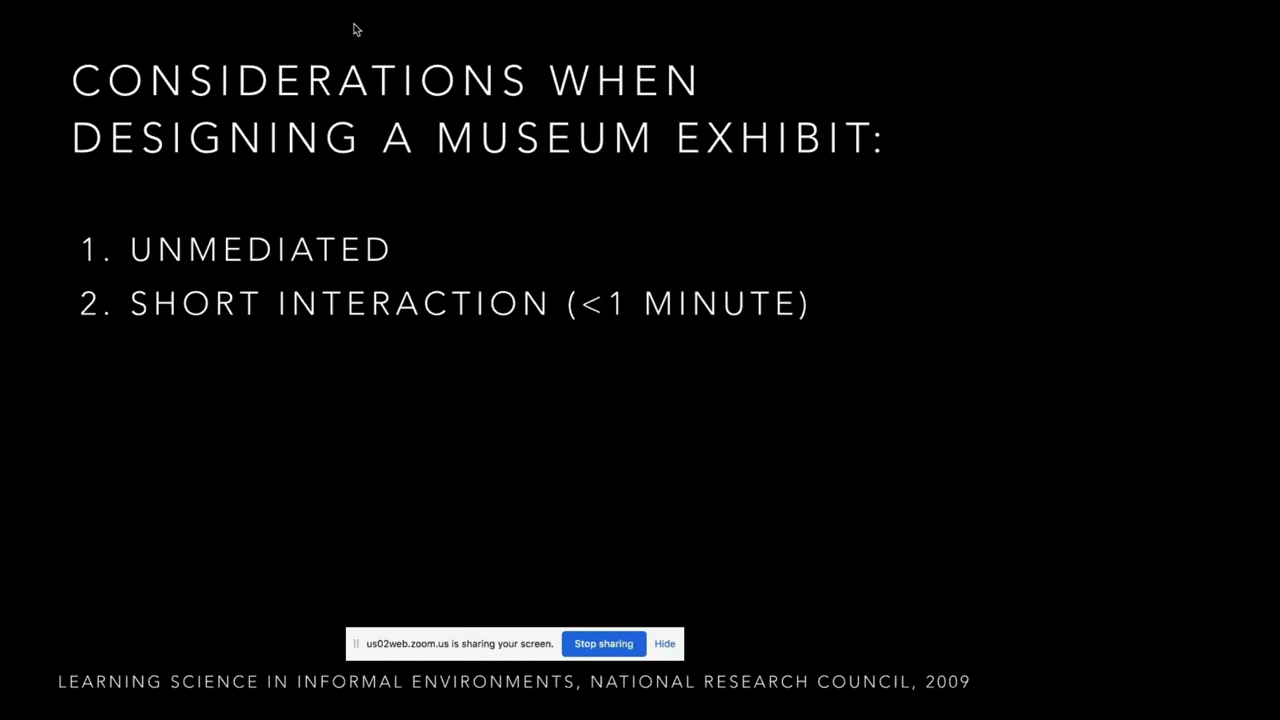 CONSIDERATIONS WHEN
DESIGNING A MUSEUM EXHIBIT:
1. UNMEDIATED
2. SHORT INTERACTION (<1 MINUTE)
us02web.zoom.us is sharing your screen. Stop sharing Hide
LEARNING SCIENCE IN INFORMAL ENVIRONMENTS, NATIONAL RESEARCH COUNCIL, 2009